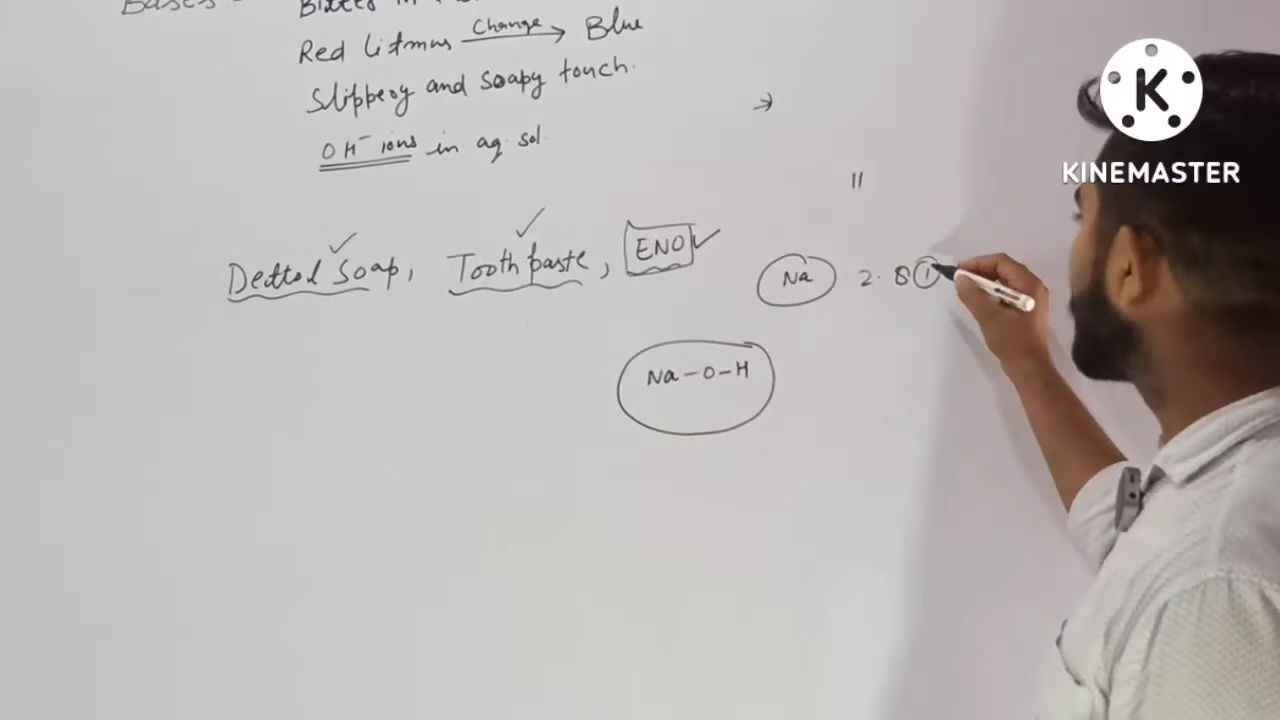 Bases
Red litmus Change → Blue
Slippery and Soapy touch.
OH⁻ ions in aq. sol.
→
"
Dettol Soap, Tooth paste, ENO
Na 2. 8 1
Na-O-H
K
KINEMASTER